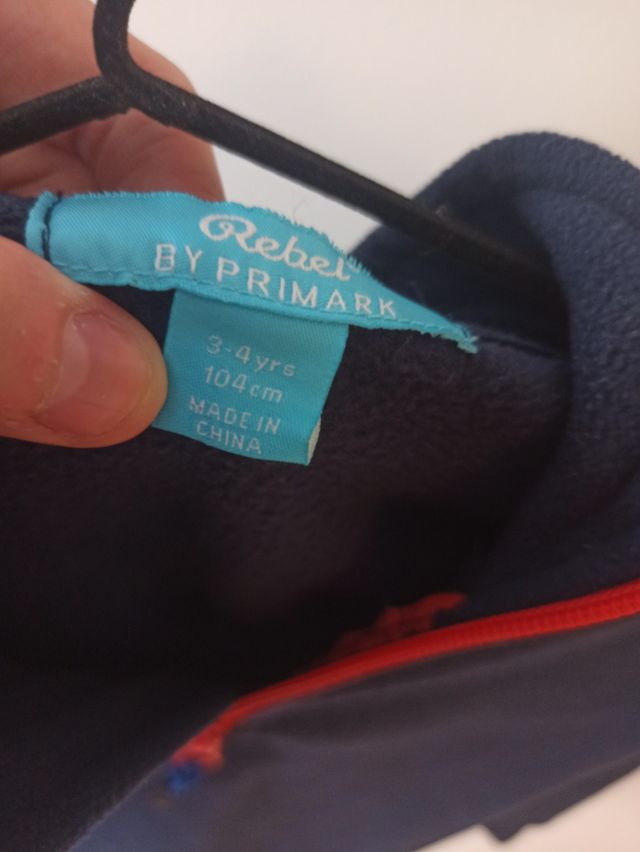 Rebel
BY PRIMARK
3-4yrs
104cm
MADE IN
CHINA